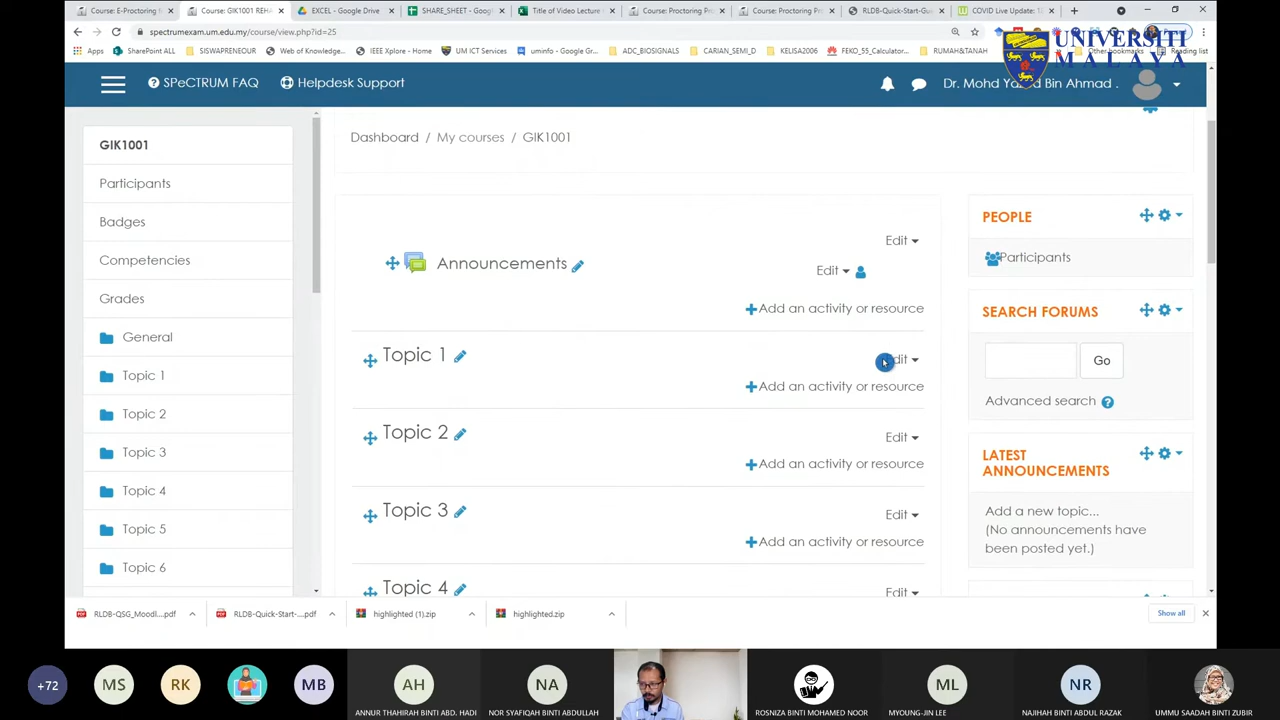 Course: E-Proctoring
Course: GIK1001 REHA
EXCEL - Google Drive
SHARE_SHEET - Goog
Title of Video Lecture
Course: Proctoring Pro
Course: Proctoring Pro
RLDB-Quick-Start-Gu
COVID Live Update: 1
spectrumexam.um.edu.my/course/view.php?id=25
Apps
SharePoint ALL
SISWAPRENEUR
Web of Knowledge...
IEEE Xplore - Home
UM ICT Services
uminfo - Google Gr...
ADC_BIOSIGNALS
CARIAN_SEMI_D
KELISA2006
FEKO_55_Calculator...
RUMAH&TANAH
Other bookmarks
Reading list
UNIVERSITI
MALAYA
SPeCTRUM FAQ
Helpdesk Support
Dr. Mohd Ya
Bin Ahmad .
GIK1001
Participants
Badges
Competencies
Grades
General
Topic 1
Topic 2
Topic 3
Topic 4
Topic 5
Topic 6
Dashboard / My courses / GIK1001
Edit
Announcements
Edit
Add an activity or resource
Topic 1
Edit
Add an activity or resource
Topic 2
Edit
Add an activity or resource
Topic 3
Edit
Add an activity or resource
Topic 4
Edit
PEOPLE
Participants
SEARCH FORUMS
Go
Advanced search
LATEST
ANNOUNCEMENTS
Add a new topic...
(No announcements have
been posted yet.)
RLDB-QSG_Moodl....pdf
RLDB-Quick-Start-....pdf
highlighted (1).zip
highlighted.zip
Show all
+72
MS
RK
MB
AH
ANNUR THAHIRAH BINTI ABD. HADI
NA
NOR SYAFIQAH BINTI ABDULLAH
ROSNIZA BINTI MOHAMED NOOR
ML
MYOUNG-JIN LEE
NR
NAJIHAH BINTI ABDUL RAZAK
UMMU SAADAH BINTI ZUBIR